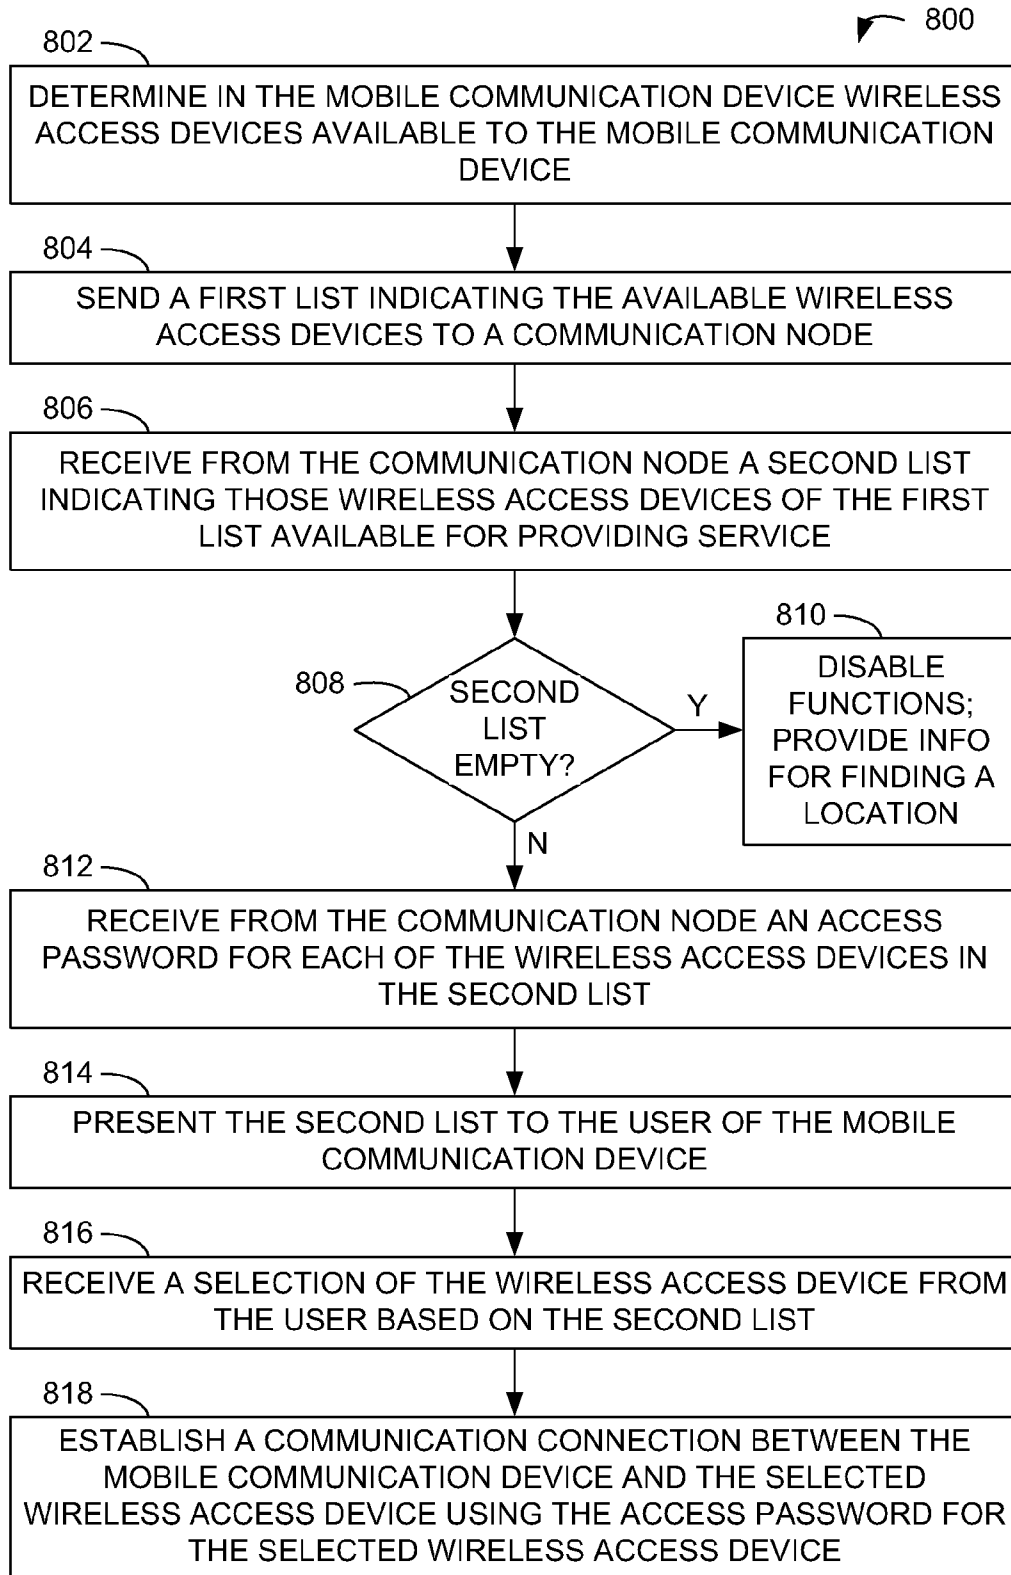 800
802
DETERMINE IN THE MOBILE COMMUNICATION DEVICE WIRELESS
ACCESS DEVICES AVAILABLE TO THE MOBILE COMMUNICATION
DEVICE
804
SEND A FIRST LIST INDICATING THE AVAILABLE WIRELESS
ACCESS DEVICES TO A COMMUNICATION NODE
806
RECEIVE FROM THE COMMUNICATION NODE A SECOND LIST
INDICATING THOSE WIRELESS ACCESS DEVICES OF THE FIRST
LIST AVAILABLE FOR PROVIDING SERVICE
808
SECOND
LIST
EMPTY?
Y
810
DISABLE
FUNCTIONS;
PROVIDE INFO
FOR FINDING A
LOCATION
N
812
RECEIVE FROM THE COMMUNICATION NODE AN ACCESS
PASSWORD FOR EACH OF THE WIRELESS ACCESS DEVICES IN
THE SECOND LIST
814
PRESENT THE SECOND LIST TO THE USER OF THE MOBILE
COMMUNICATION DEVICE
816
RECEIVE A SELECTION OF THE WIRELESS ACCESS DEVICE FROM
THE USER BASED ON THE SECOND LIST
818
ESTABLISH A COMMUNICATION CONNECTION BETWEEN THE
MOBILE COMMUNICATION DEVICE AND THE SELECTED
WIRELESS ACCESS DEVICE USING THE ACCESS PASSWORD FOR
THE SELECTED WIRELESS ACCESS DEVICE